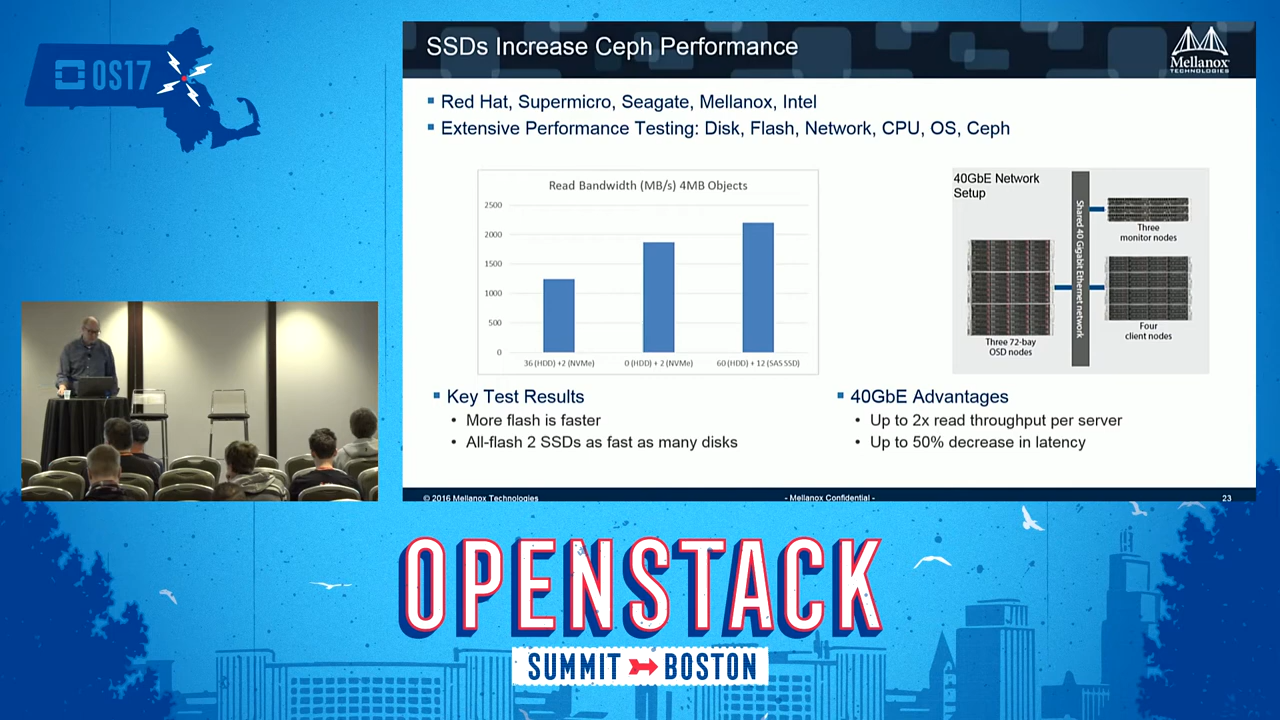 OS17
SSDs Increase Ceph Performance
Mellanox
TECHNOLOGIES
Red Hat, Supermicro, Seagate, Mellanox, Intel
Extensive Performance Testing: Disk, Flash, Network, CPU, OS, Ceph
Read Bandwidth (MB/s) 4MB Objects
2500
2000
1500
1000
500
0
36 (HDD) +2 (NVMe)
0 (HDD) + 2 (NVMe)
60 (HDD) + 12 (SAS SSD)
40GbE Network
Setup
Shared 40 Gigabit Ethernet network
Three
monitor nodes
Three 72-bay
OSD nodes
Four
client nodes
Key Test Results
• More flash is faster
• All-flash 2 SSDs as fast as many disks
40GbE Advantages
• Up to 2x read throughput per server
• Up to 50% decrease in latency
© 2016 Mellanox Technologies
- Mellanox Confidential -
23
OPENSTACK
SUMMIT BOSTON